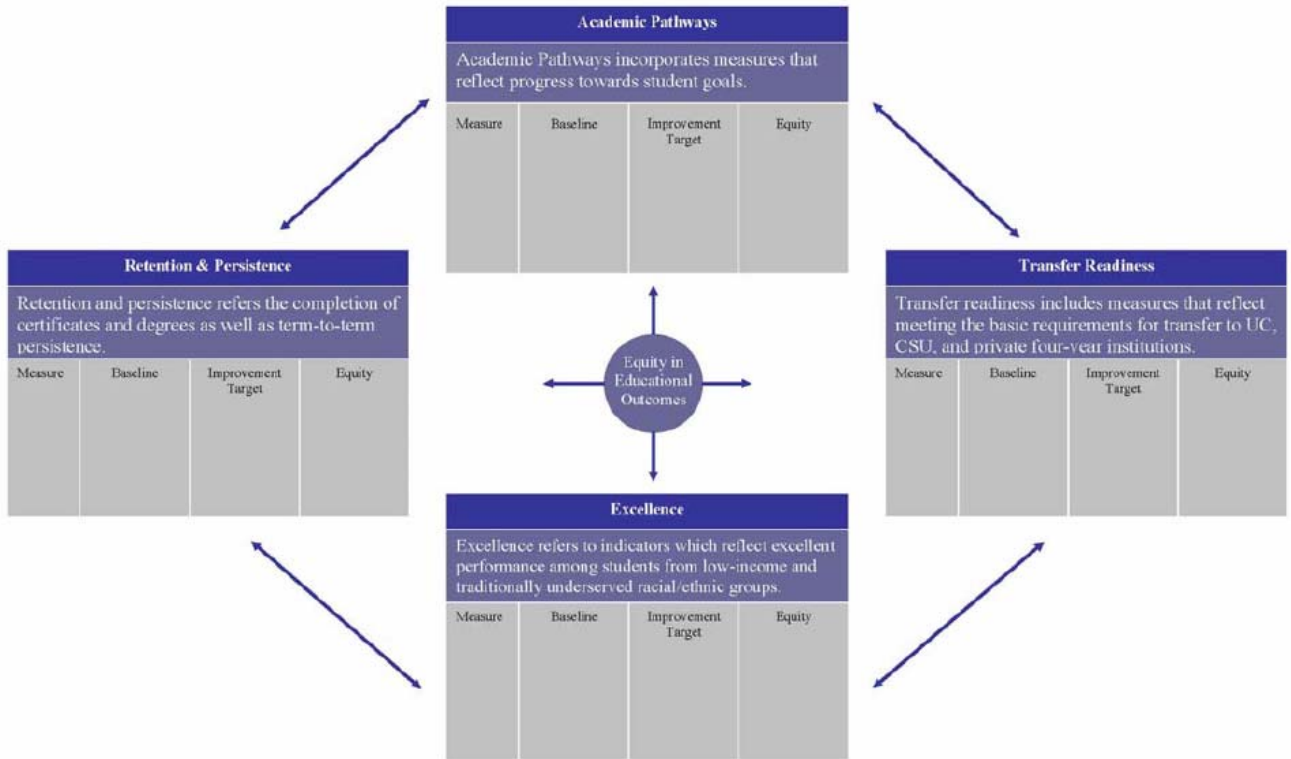 Academic Pathways
Academic Pathways incorporates measures that
reflect progress towards student goals.
Measure Baseline Improvement Equity
Target
Retention & Persistence
Retention and persistence refers the completion of
certificates and degrees as well as term-to-term
persistence.
Measure Baseline Improvement Equity
Target
Equity in
Educational
Outcomes
Transfer Readiness
Transfer readiness includes measures that reflect
meeting the basic requirements for transfer to UC,
CSU, and private four-year institutions.
Measure Baseline Improvement Equity
Target
Excellence
Excellence refers to indicators which reflect excellent
performance among students from low-income and
traditionally underserved racial/ethnic groups.
Measure Baseline Improvement Equity
Target